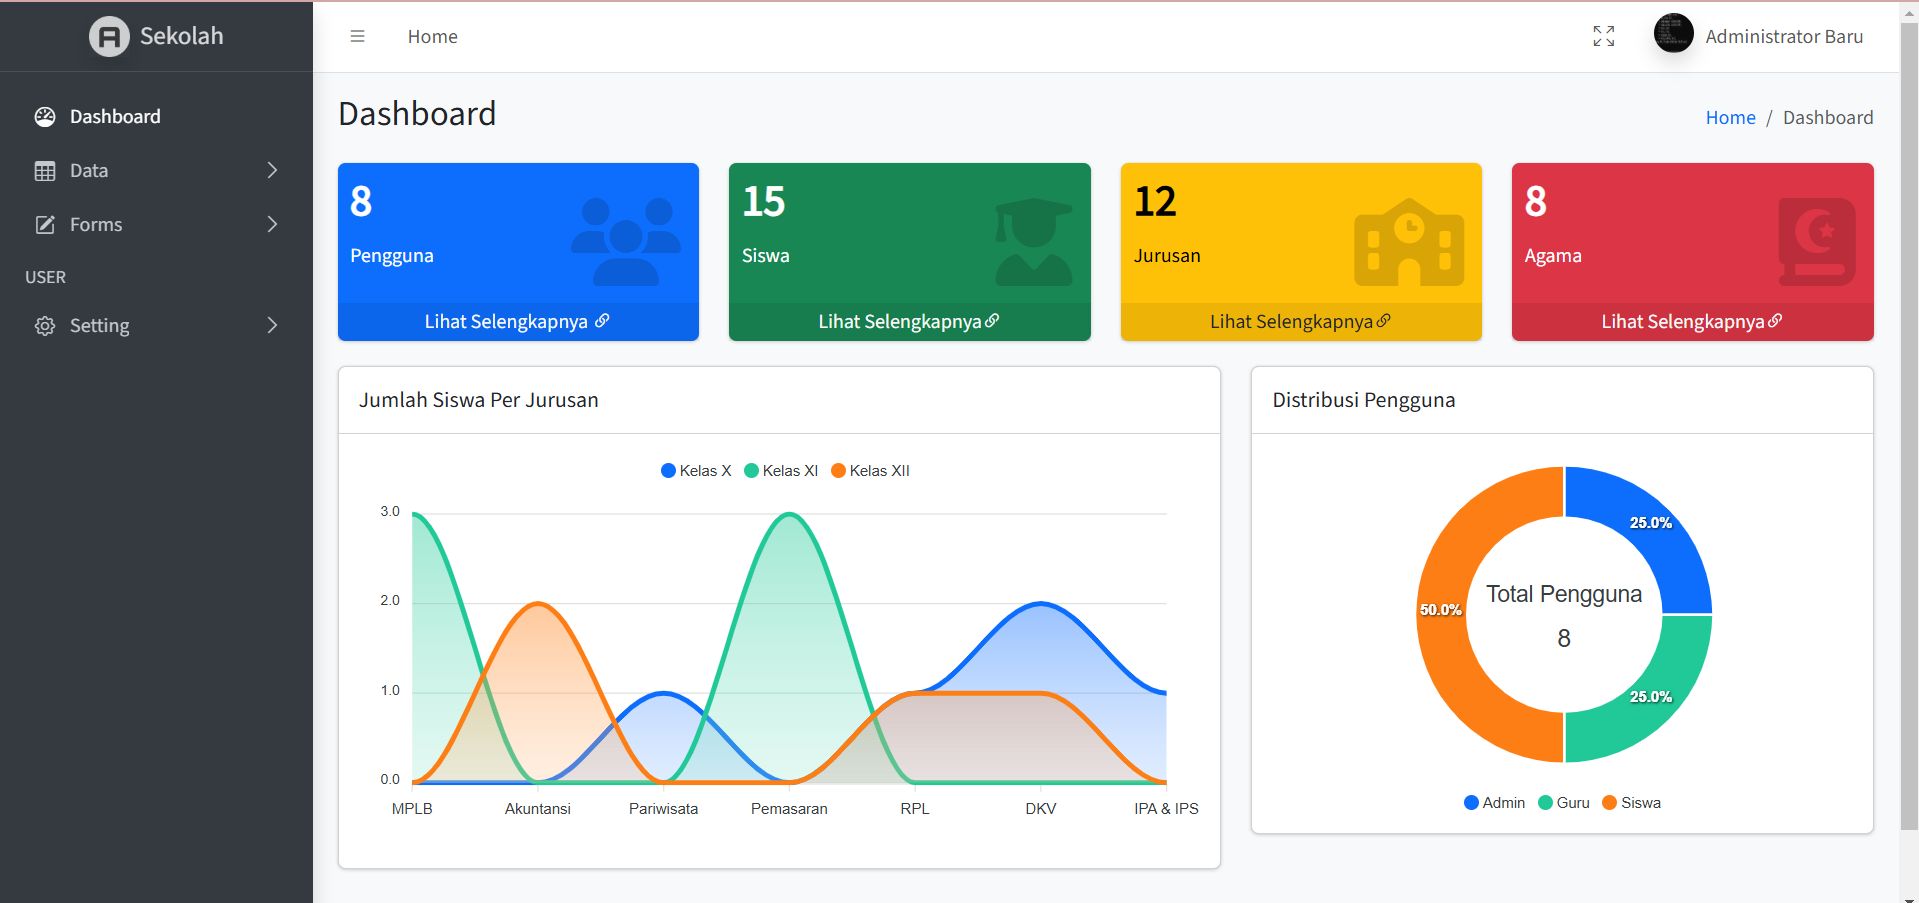 Sekolah
Home
Administrator Baru
Dashboard
Data
Forms
USER
Setting
Dashboard
Home / Dashboard
8
Pengguna
Lihat Selengkapnya
15
Siswa
Lihat Selengkapnya
12
Jurusan
Lihat Selengkapnya
8
Agama
Lihat Selengkapnya
Jumlah Siswa Per Jurusan
Kelas X Kelas XI Kelas XII
3.0
2.0
1.0
0.0
MPLB Akuntansi Pariwisata Pemasaran RPL DKV IPA & IPS
Distribusi Pengguna
25.0%
50.0%
25.0%
Total Pengguna
8
Admin Guru Siswa